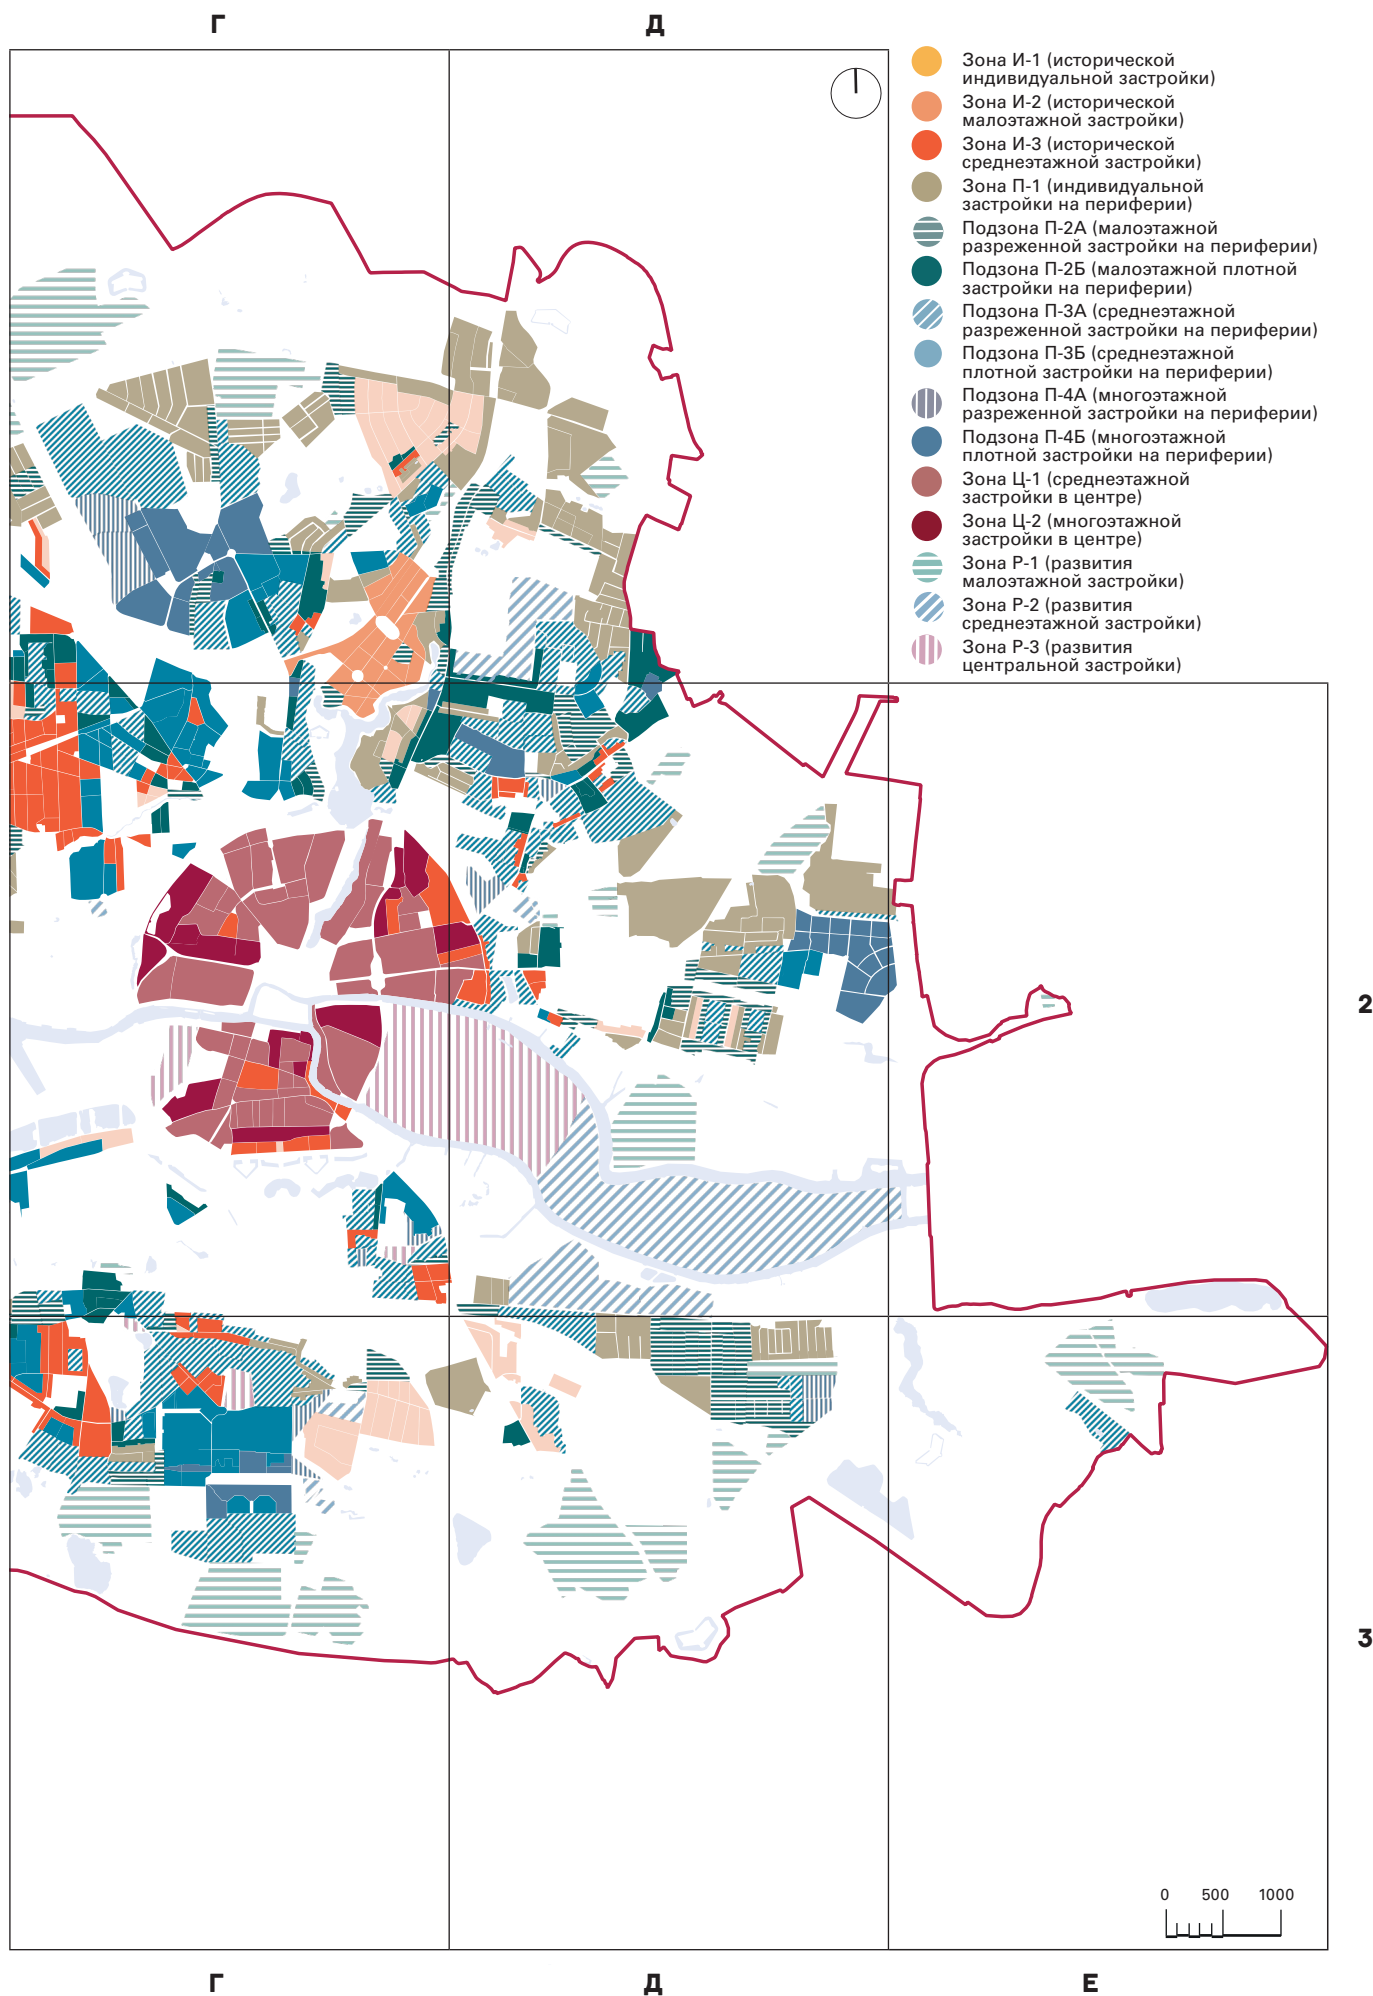 Г
Д
Зона И-1 (исторической
индивидуальной застройки)
Зона И-2 (исторической
малоэтажной застройки)
Зона И-3 (исторической
среднеэтажной застройки)
Зона П-1 (индивидуальной
застройки на периферии)
Подзона П-2А (малоэтажной
разреженной застройки на периферии)
Подзона П-2Б (малоэтажной плотной
застройки на периферии)
Подзона П-3А (среднеэтажной
разреженной застройки на периферии)
Подзона П-3Б (среднеэтажной
плотной застройки на периферии)
Подзона П-4А (многоэтажной
разреженной застройки на периферии)
Подзона П-4Б (многоэтажной
плотной застройки на периферии)
Зона Ц-1 (среднеэтажной
застройки в центре)
Зона Ц-2 (многоэтажной
застройки в центре)
Зона Р-1 (развития
малоэтажной застройки)
Зона Р-2 (развития
среднеэтажной застройки)
Зона Р-3 (развития
центральной застройки)
2
3
0 500 1000
Г
Д
Е